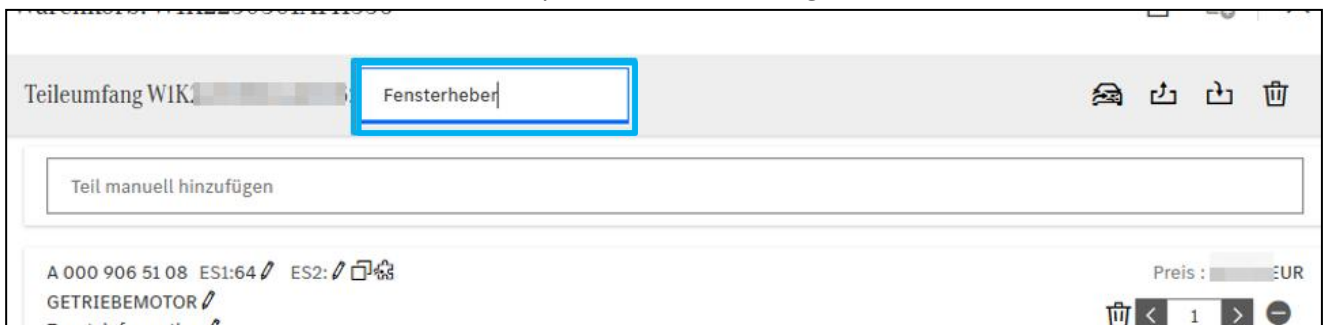 Teileumfang W1K
Fensterheber
Teil manuell hinzufügen
A 000 906 51 08 ES1:64 ES2:
Preis : EUR
GETRIEBEMOTOR
1